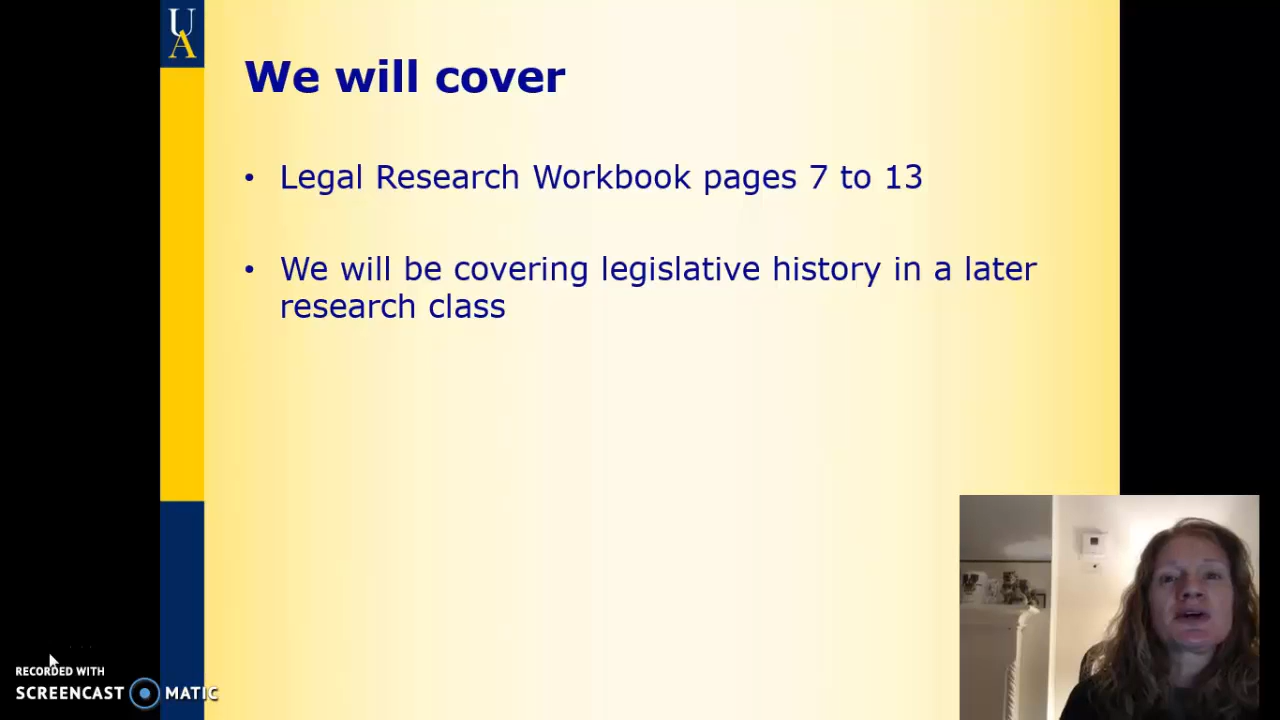 UA
We will cover
• Legal Research Workbook pages 7 to 13
• We will be covering legislative history in a later
research class
RECORDED WITH
SCREENCAST MATIC